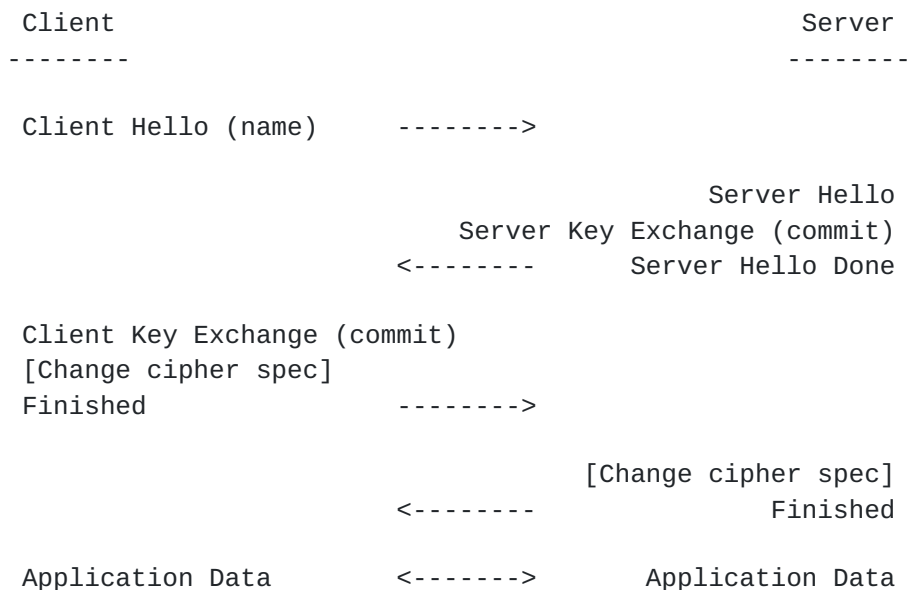 Client Server
-------- --------
Client Hello (name) -------->
Server Hello
Server Key Exchange (commit)
<-------- Server Hello Done
Client Key Exchange (commit)
[Change cipher spec]
Finished -------->
[Change cipher spec]
<-------- Finished
Application Data <-------> Application Data